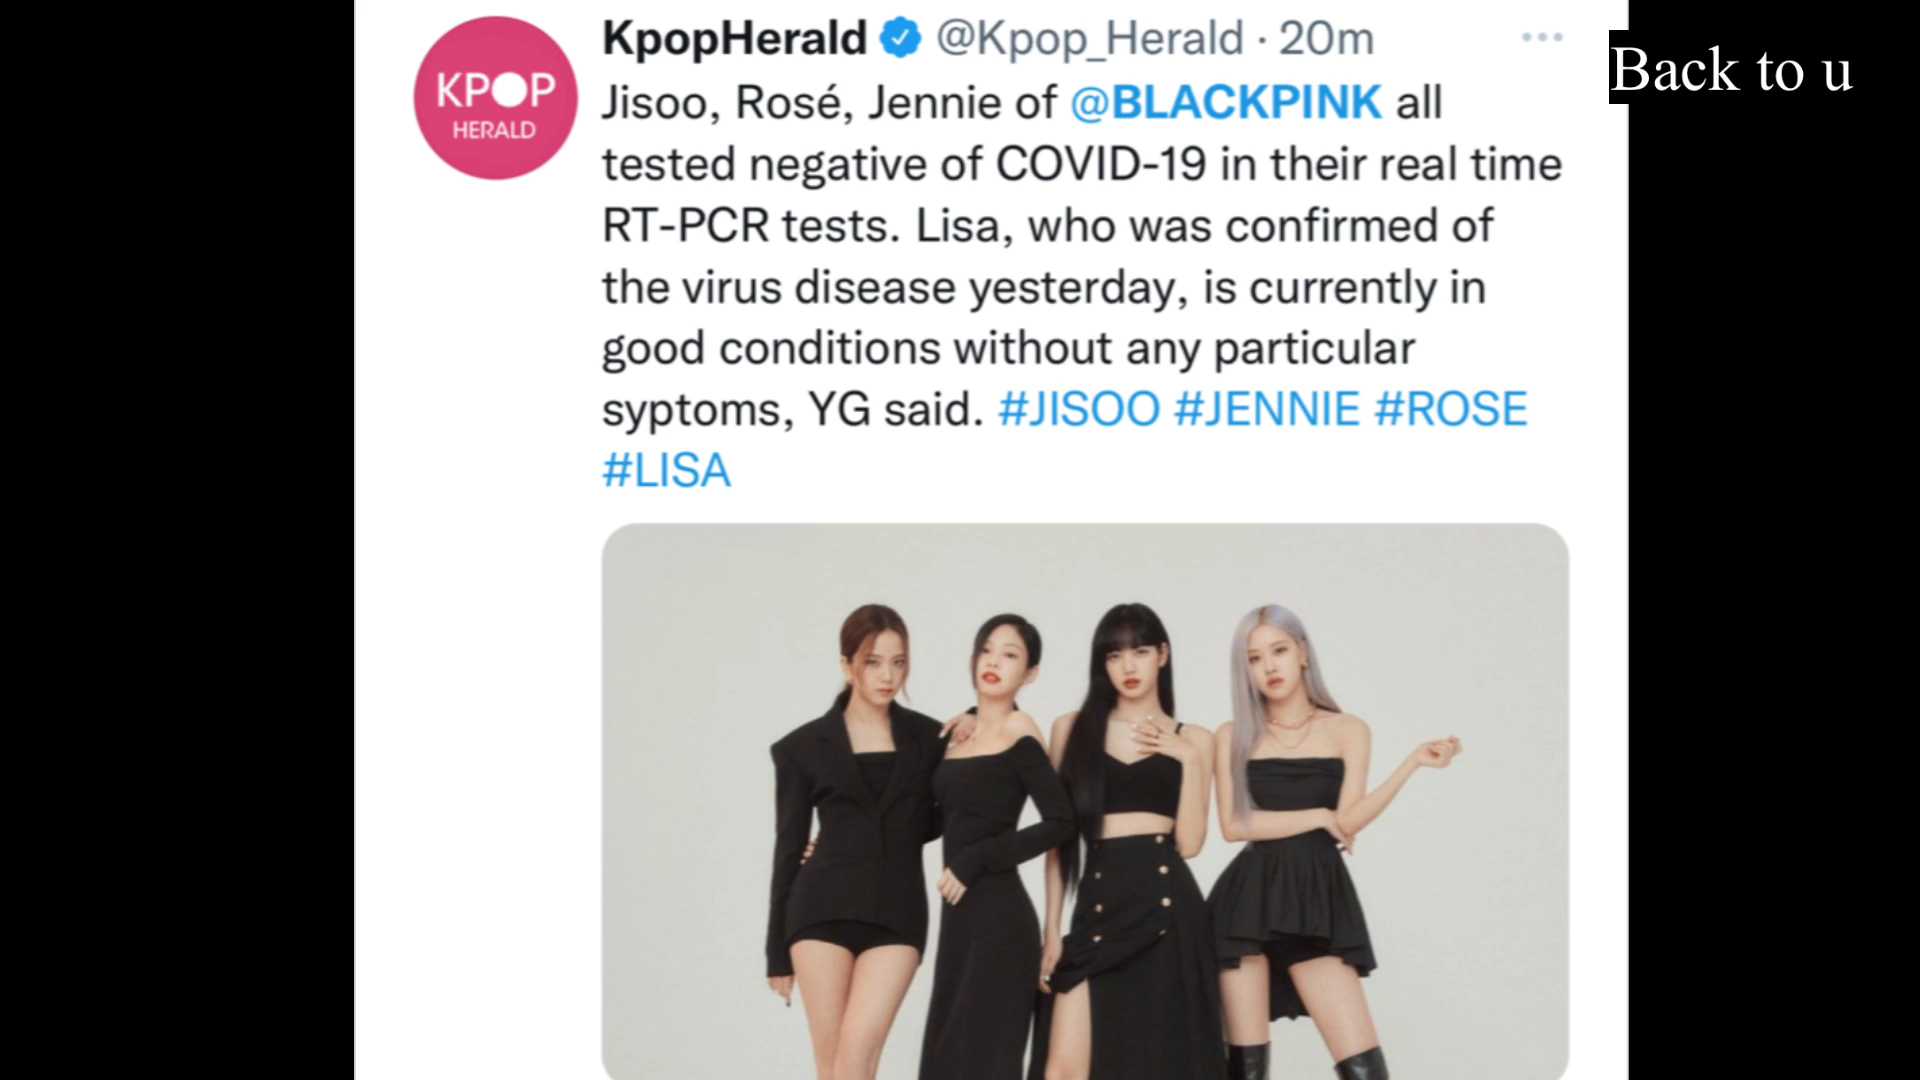 KPOP
HERALD
KpopHerald @Kpop_Herald · 20m
Back to u
Jisoo, Rosé, Jennie of @BLACKPINK all
tested negative of COVID-19 in their real time
RT-PCR tests. Lisa, who was confirmed of
the virus disease yesterday, is currently in
good conditions without any particular
syptoms, YG said. #JISOO #JENNIE #ROSE
#LISA